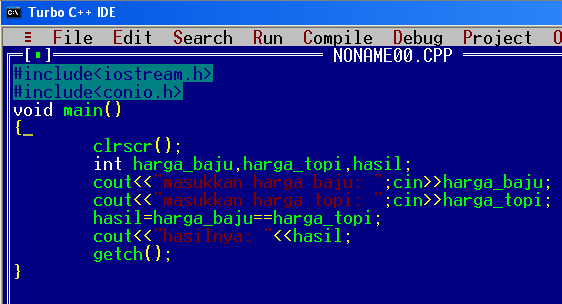 Turbo C++ IDE
≡ File Edit Search Run Compile Debug Project O
[▪] NONAME00.CPP
#include<iostream.h>
#include<conio.h>
void main()
{_
clrscr();
int harga_baju,harga_topi,hasil;
cout<<"masukkan harga baju: ";cin>>harga_baju;
cout<<"masukkan harga topi: ";cin>>harga_topi;
hasil=harga_baju==harga_topi;
cout<<"hasilnya: "<<hasil;
getch();
}